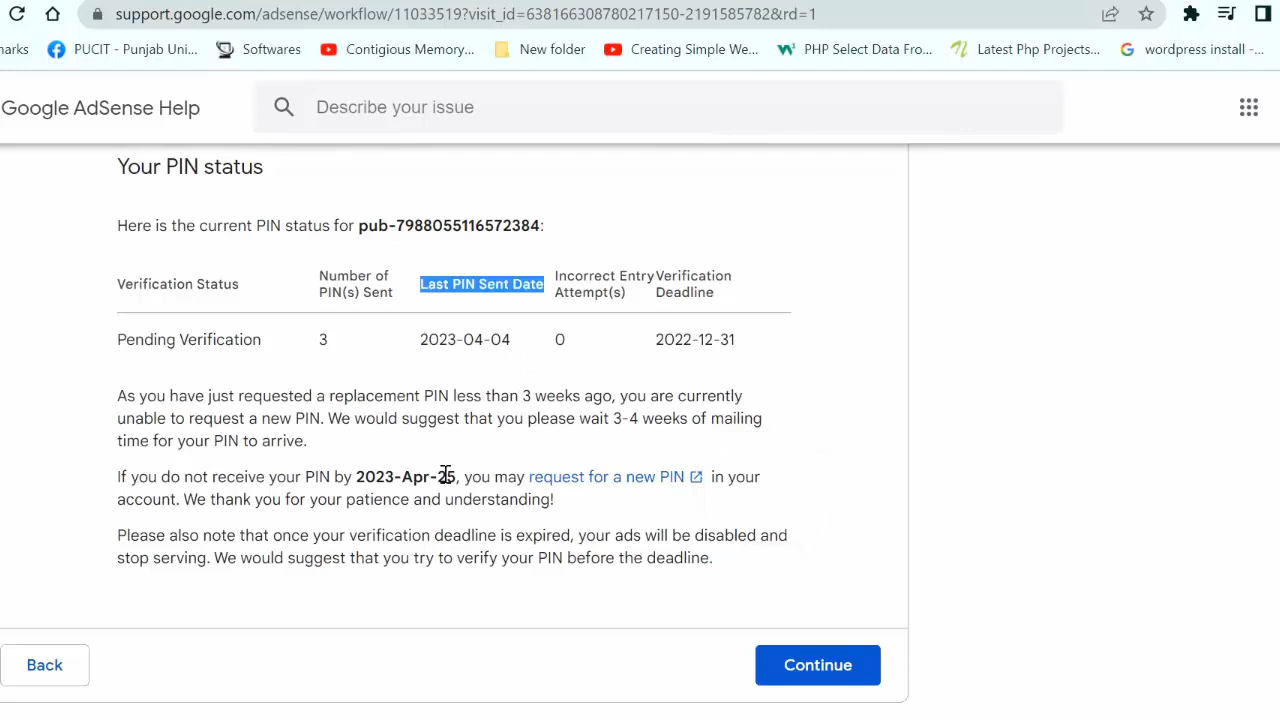 support.google.com/adsense/workflow/11033519?visit_id=638166308780217150-2191585782&rd=1
arks PUCIT - Punjab Uni... Softwares Contigious Memory... New folder Creating Simple We... PHP Select Data Fro... Latest Php Projects... wordpress install -...
Google AdSense Help Describe your issue
Your PIN status
Here is the current PIN status for pub-7988055116572384:
Verification Status Number of PIN(s) Sent Last PIN Sent Date Incorrect Entry Attempt(s) Verification Deadline
Pending Verification 3 2023-04-04 0 2022-12-31
As you have just requested a replacement PIN less than 3 weeks ago, you are currently
unable to request a new PIN. We would suggest that you please wait 3-4 weeks of mailing
time for your PIN to arrive.
If you do not receive your PIN by 2023-Apr-25, you may request for a new PIN in your
account. We thank you for your patience and understanding!
Please also note that once your verification deadline is expired, your ads will be disabled and
stop serving. We would suggest that you try to verify your PIN before the deadline.
Back Continue